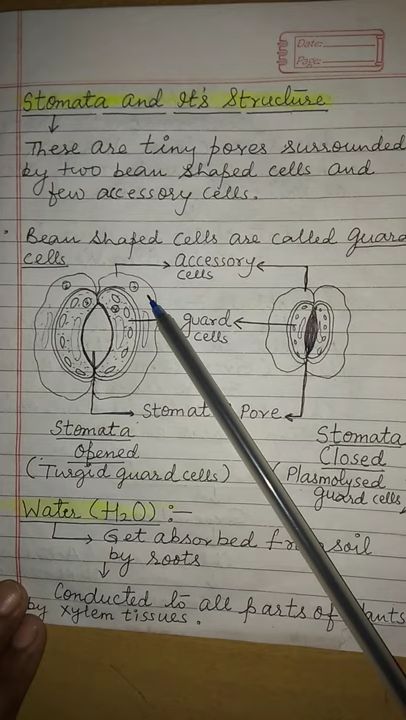 Date:
Page:
Stomata and It's Structure
These are tiny pores surrounded
by two bean shaped cells and
few accessory cells.
Bean shaped cells are called guard
cells
accessory
cells
guard
cells
Stomat Pore
Stomata
Opened
(Turgid guard cells)
Stomata
Closed
(Plasmolysed
guard cells
Water (H2O) :-
Get absorbed from soil
by roots
Conducted to all parts of
by xylem tissues.